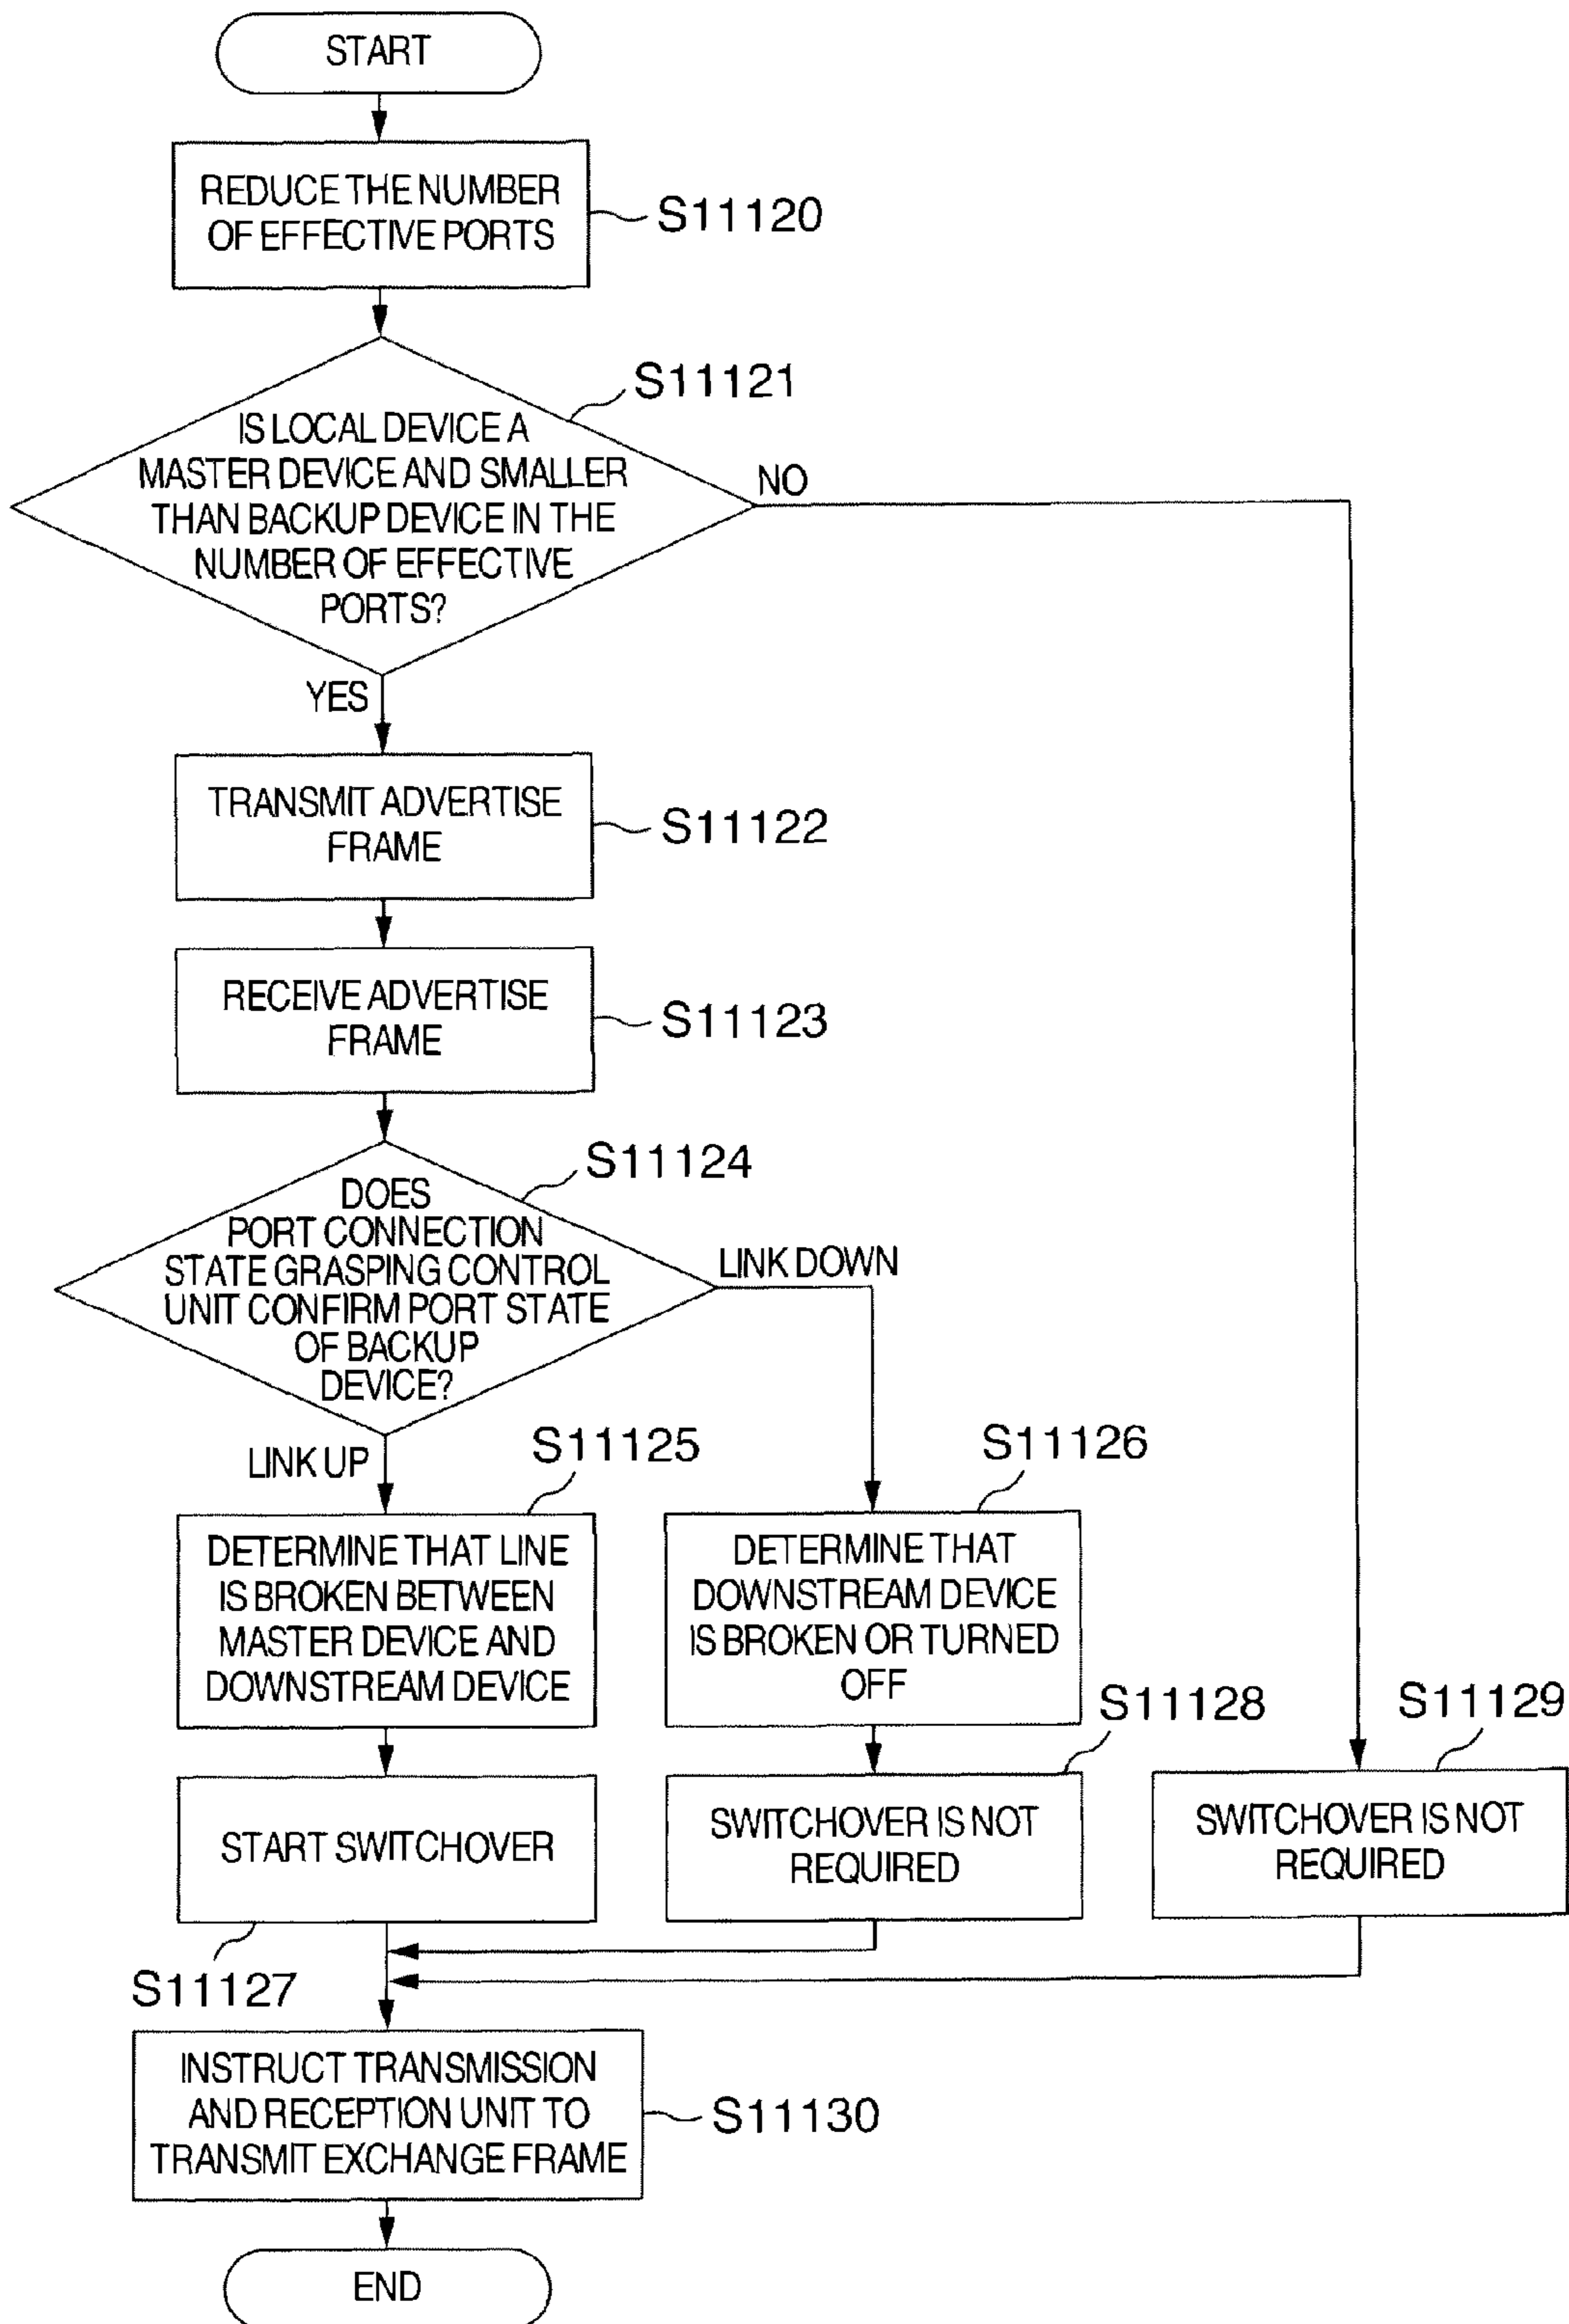 START
REDUCE THE NUMBER
OF EFFECTIVE PORTS
S11120
S11121
IS LOCAL DEVICE A
MASTER DEVICE AND SMALLER
THAN BACKUP DEVICE IN THE
NUMBER OF EFFECTIVE
PORTS?
NO
YES
TRANSMIT ADVERTISE
FRAME
S11122
RECEIVE ADVERTISE
FRAME
S11123
S11124
DOES
PORT CONNECTION
STATE GRASPING CONTROL
UNIT CONFIRM PORT STATE
OF BACKUP
DEVICE?
LINK DOWN
LINK UP
S11125
DETERMINE THAT LINE
IS BROKEN BETWEEN
MASTER DEVICE AND
DOWNSTREAM DEVICE
S11126
DETERMINE THAT
DOWNSTREAM DEVICE
IS BROKEN OR TURNED
OFF
START SWITCHOVER
S11127
S11128
SWITCHOVER IS NOT
REQUIRED
S11129
SWITCHOVER IS NOT
REQUIRED
INSTRUCT TRANSMISSION
AND RECEPTION UNIT TO
TRANSMIT EXCHANGE FRAME
S11130
END